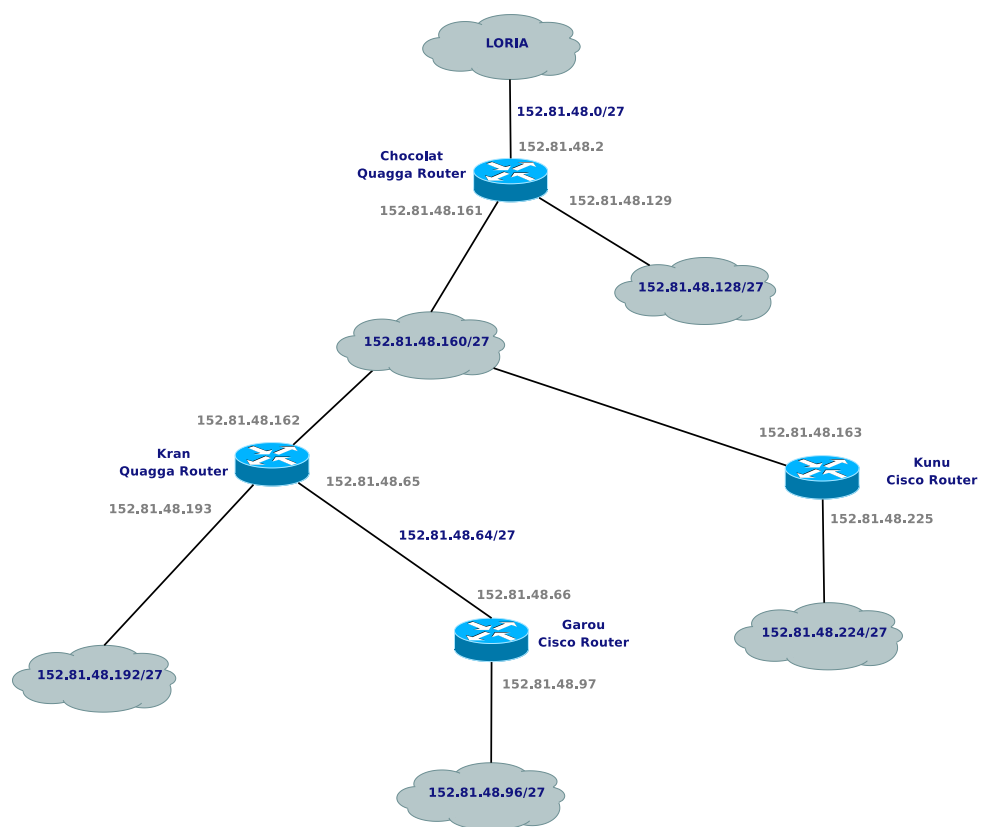 LORIA
152.81.48.0/27
152.81.48.2
Chocolat
Quagga Router
152.81.48.161
152.81.48.129
152.81.48.128/27
152.81.48.160/27
152.81.48.162
152.81.48.163
Kran
Quagga Router
Kunu
Cisco Router
152.81.48.65
152.81.48.193
152.81.48.225
152.81.48.64/27
152.81.48.66
Garou
Cisco Router
152.81.48.224/27
152.81.48.192/27
152.81.48.97
152.81.48.96/27